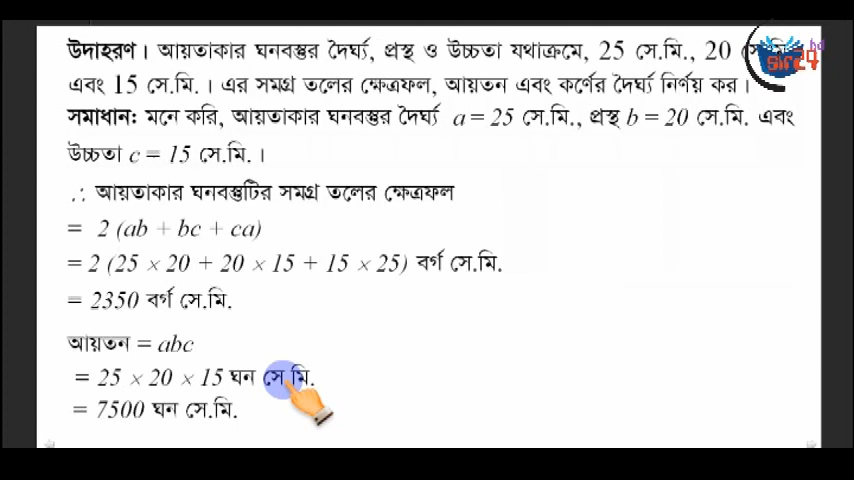 উদাহরণ। আয়তাকার ঘনবস্তুর দৈর্ঘ্য, প্রস্থ ও উচ্চতা যথাক্রমে, 25 সে.মি., 20
এবং 15 সে.মি.। এর সমগ্র তলের ক্ষেত্রফল, আয়তন এবং কর্ণের দৈর্ঘ্য নির্ণয় কর।
সমাধান: মনে করি, আয়তাকার ঘনবস্তুর দৈর্ঘ্য a = 25 সে.মি., প্রস্থ b = 20 সে.মি. এবং
উচ্চতা c = 15 সে.মি.।
∴ আয়তাকার ঘনবস্তুটির সমগ্র তলের ক্ষেত্রফল
= 2 (ab + bc + ca)
= 2 (25 × 20 + 20 × 15 + 15 × 25) বর্গ সে.মি.
= 2350 বর্গ সে.মি.
আয়তন = abc
= 25 × 20 × 15 ঘন সে মি.
= 7500 ঘন সে.মি.
sir24
bd